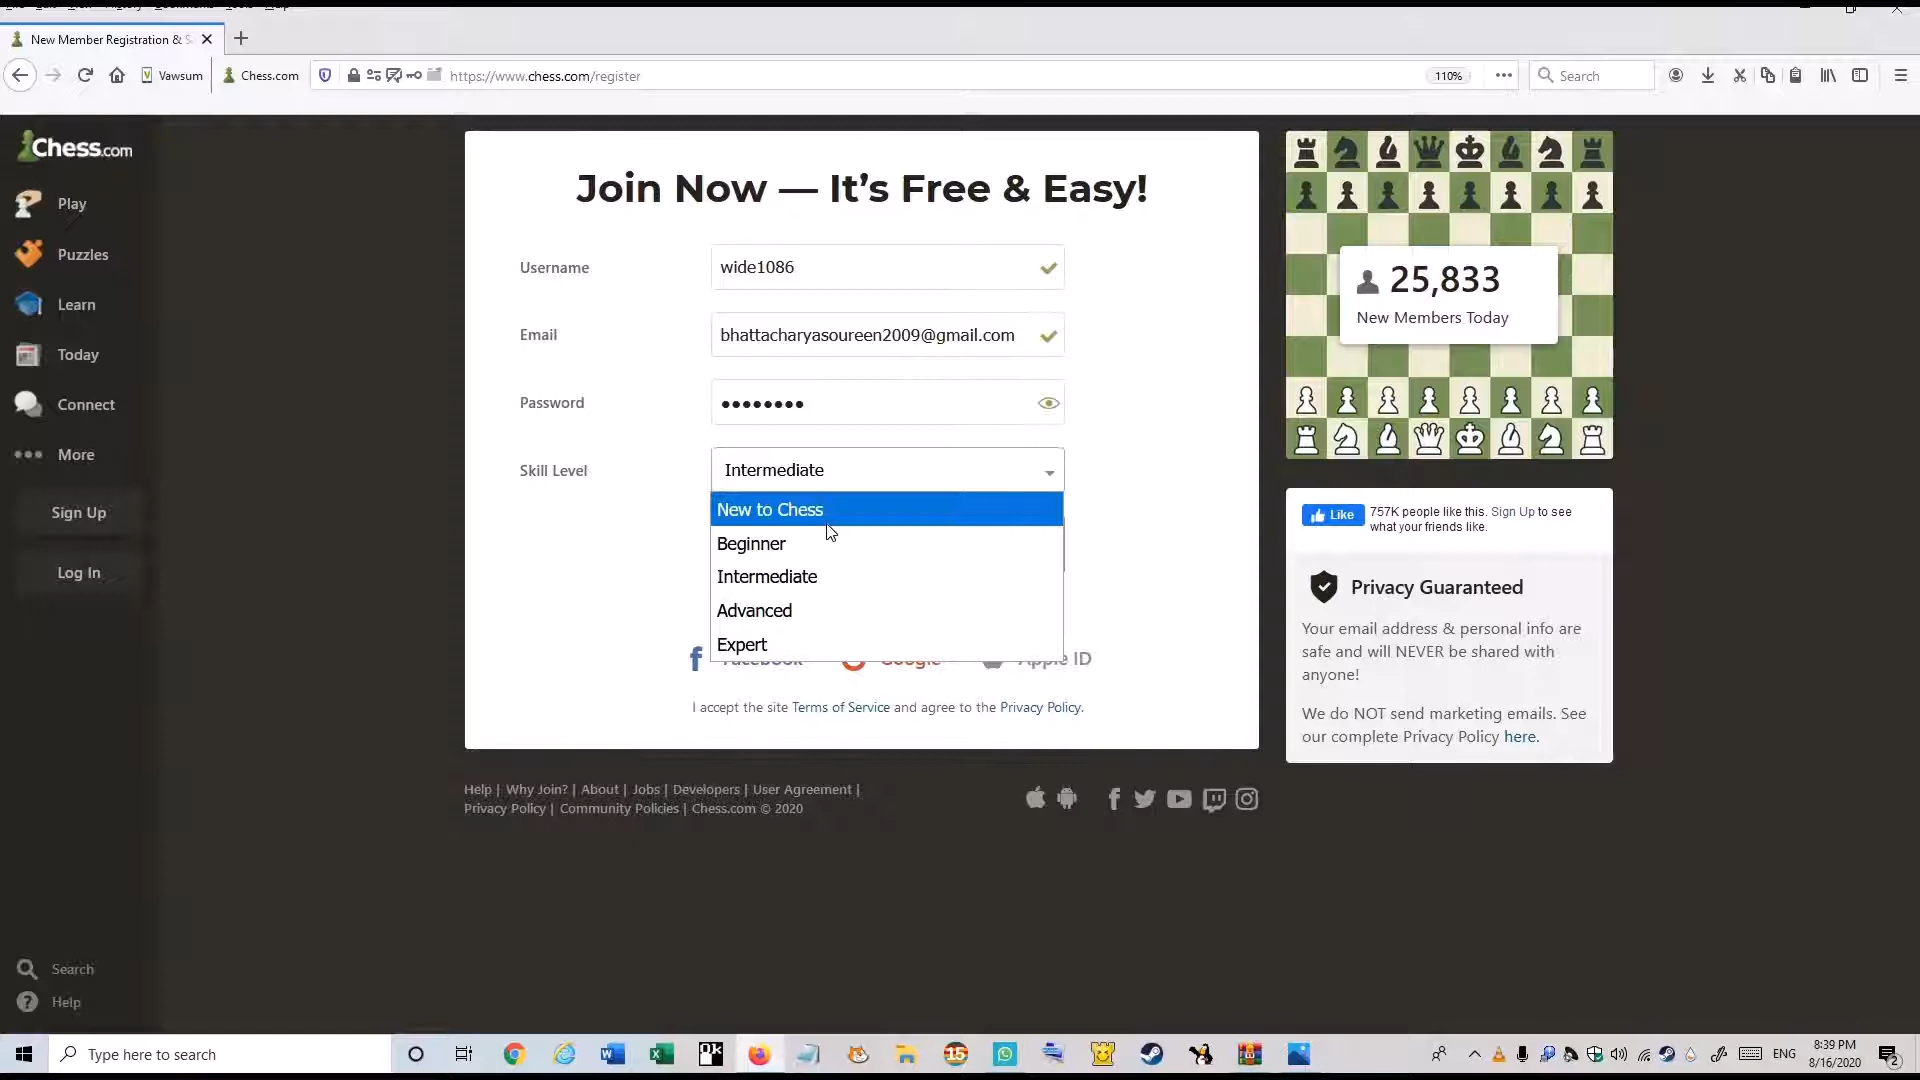 New Member Registration & S
Vawsum
Chess.com
https://www.chess.com/register
110%
Search
Chess.com
Play
Puzzles
Learn
Today
Connect
More
Sign Up
Log In
Search
Help
Join Now — It's Free & Easy!
Username
wide1086
Email
bhattacharyasoureen2009@gmail.com
Password
Skill Level
Intermediate
New to Chess
Beginner
Intermediate
Advanced
Expert
Facebook
Google
Apple ID
I accept the site Terms of Service and agree to the Privacy Policy.
25,833
New Members Today
Like
757K people like this. Sign Up to see
what your friends like.
Privacy Guaranteed
Your email address & personal info are
safe and will NEVER be shared with
anyone!
We do NOT send marketing emails. See
our complete Privacy Policy here.
Help | Why Join? | About | Jobs | Developers | User Agreement |
Privacy Policy | Community Policies | Chess.com © 2020
Type here to search
15
ENG
8:39 PM
8/16/2020
2